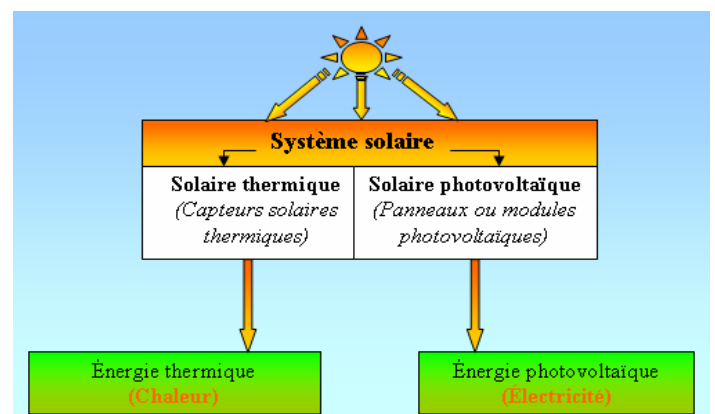 Système solaire
Solaire thermique
(Capteurs solaires
thermiques)
Solaire photovoltaïque
(Panneaux ou modules
photovoltaïques)
Énergie thermique
(Chaleur)
Énergie photovoltaïque
(Électricité)